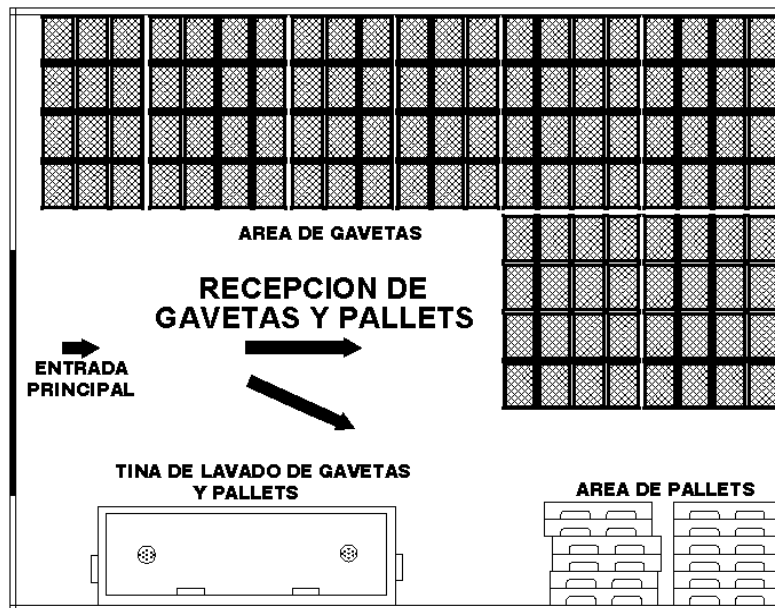 AREA DE GAVETAS
RECEPCION DE
GAVETAS Y PALLETS
ENTRADA
PRINCIPAL
TINA DE LAVADO DE GAVETAS
Y PALLETS
AREA DE PALLETS